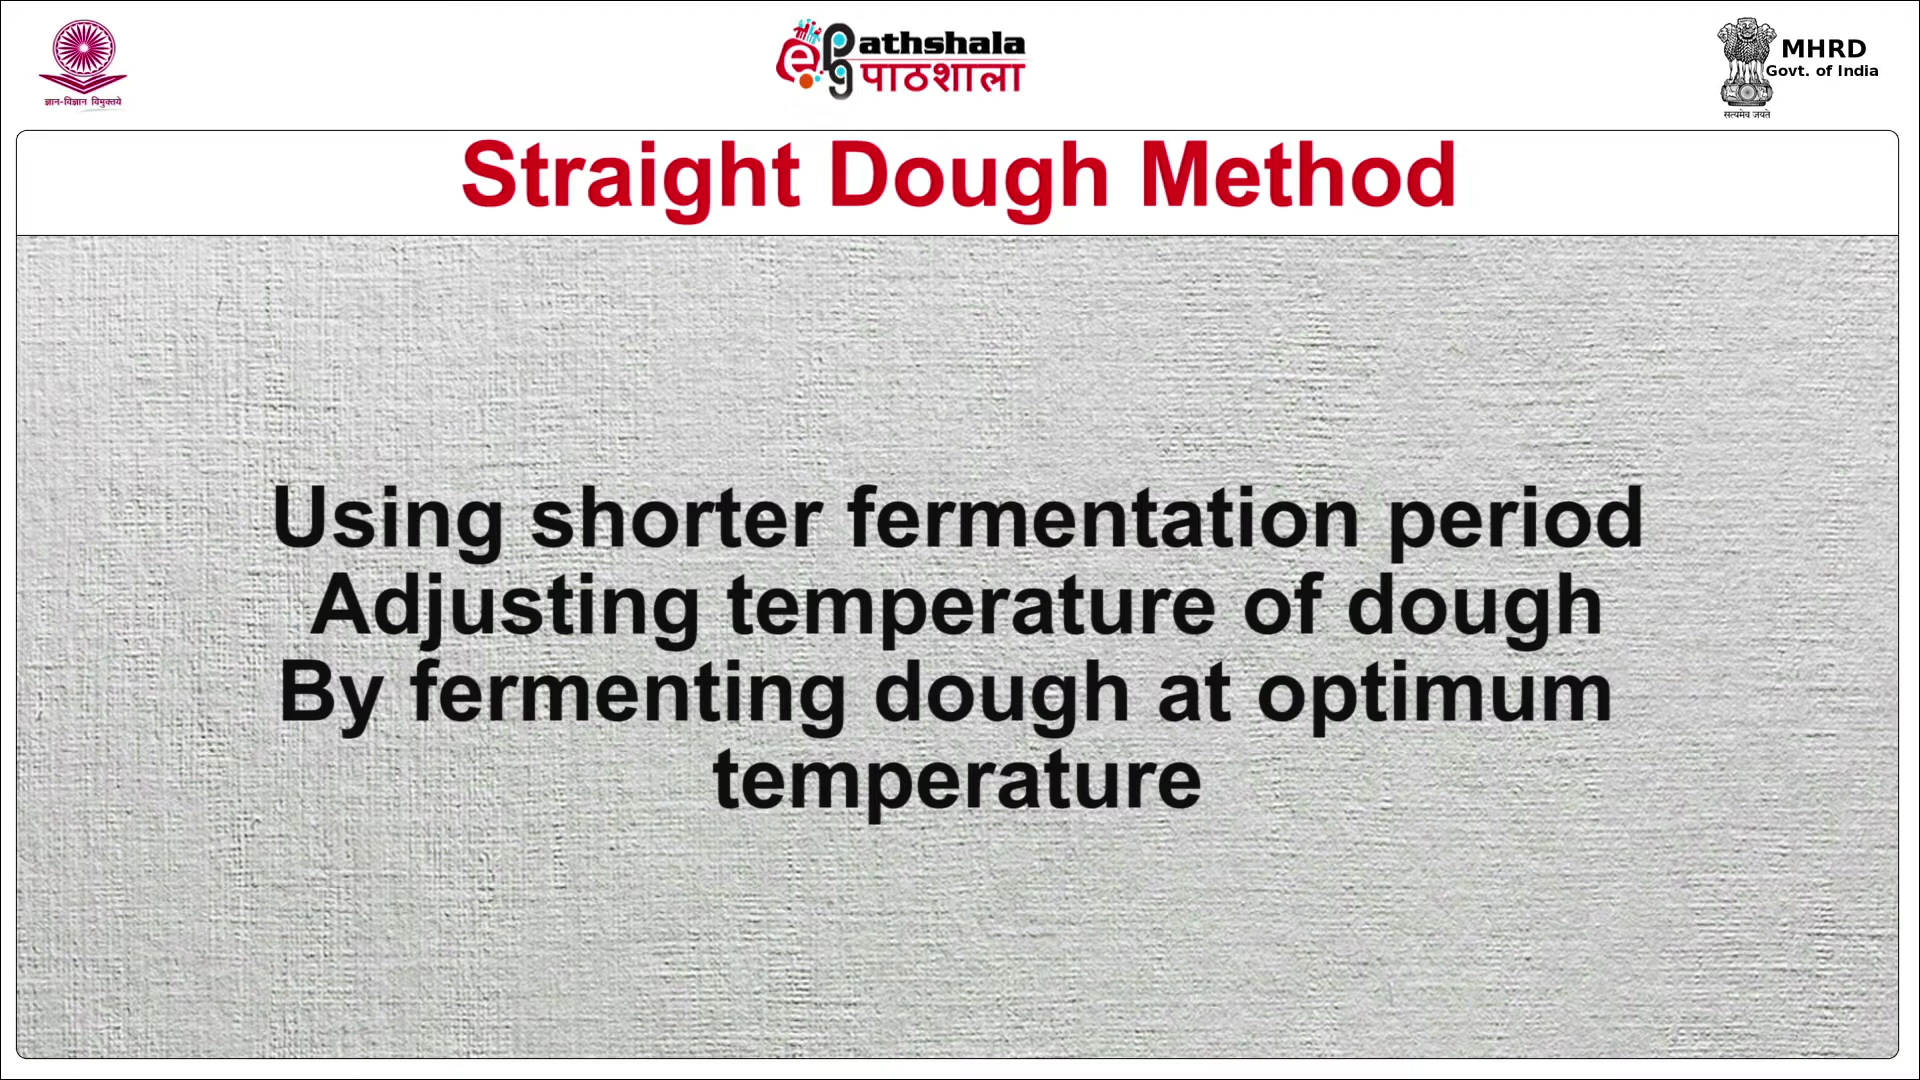 ज्ञान-विज्ञान विमुक्तये
ePG
athshala
पाठशाला
MHRD
Govt. of India
सत्यमेव जयते
Straight Dough Method
Using shorter fermentation period
Adjusting temperature of dough
By fermenting dough at optimum
temperature